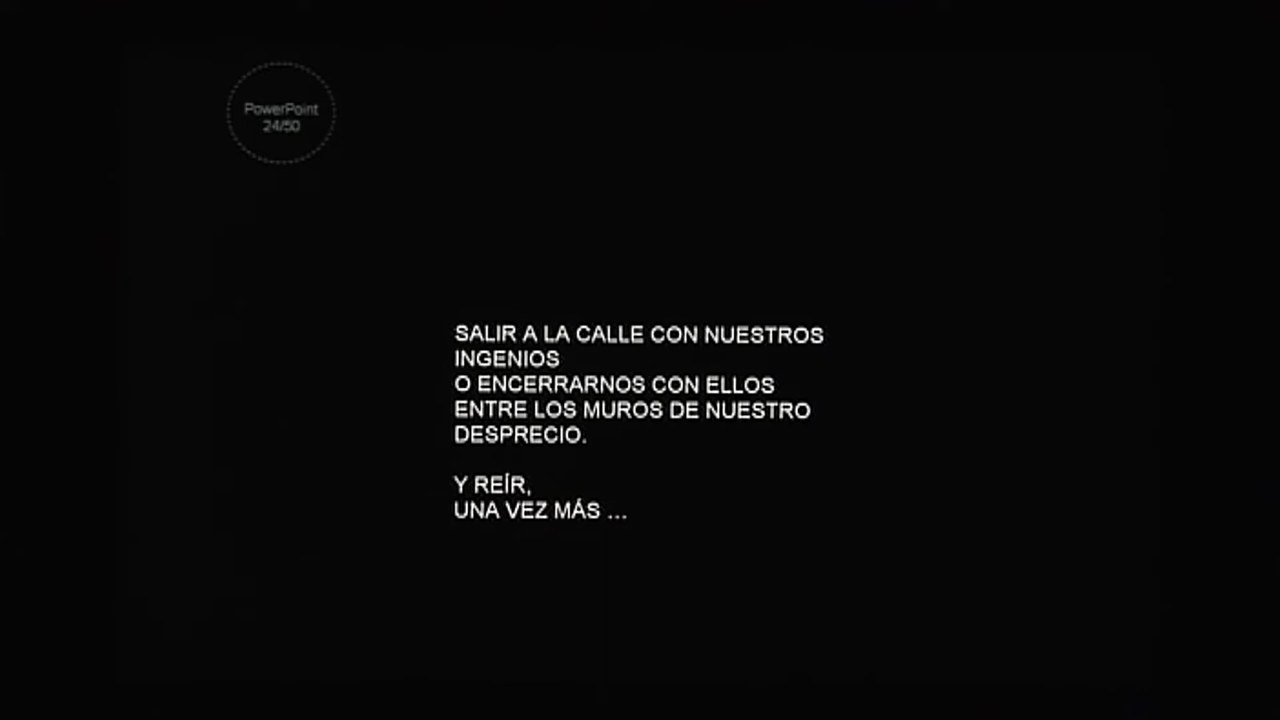 PowerPoint
24/50
SALIR A LA CALLE CON NUESTROS
INGENIOS
O ENCERRARNOS CON ELLOS
ENTRE LOS MUROS DE NUESTRO
DESPRECIO.
Y REÍR,
UNA VEZ MÁS ...